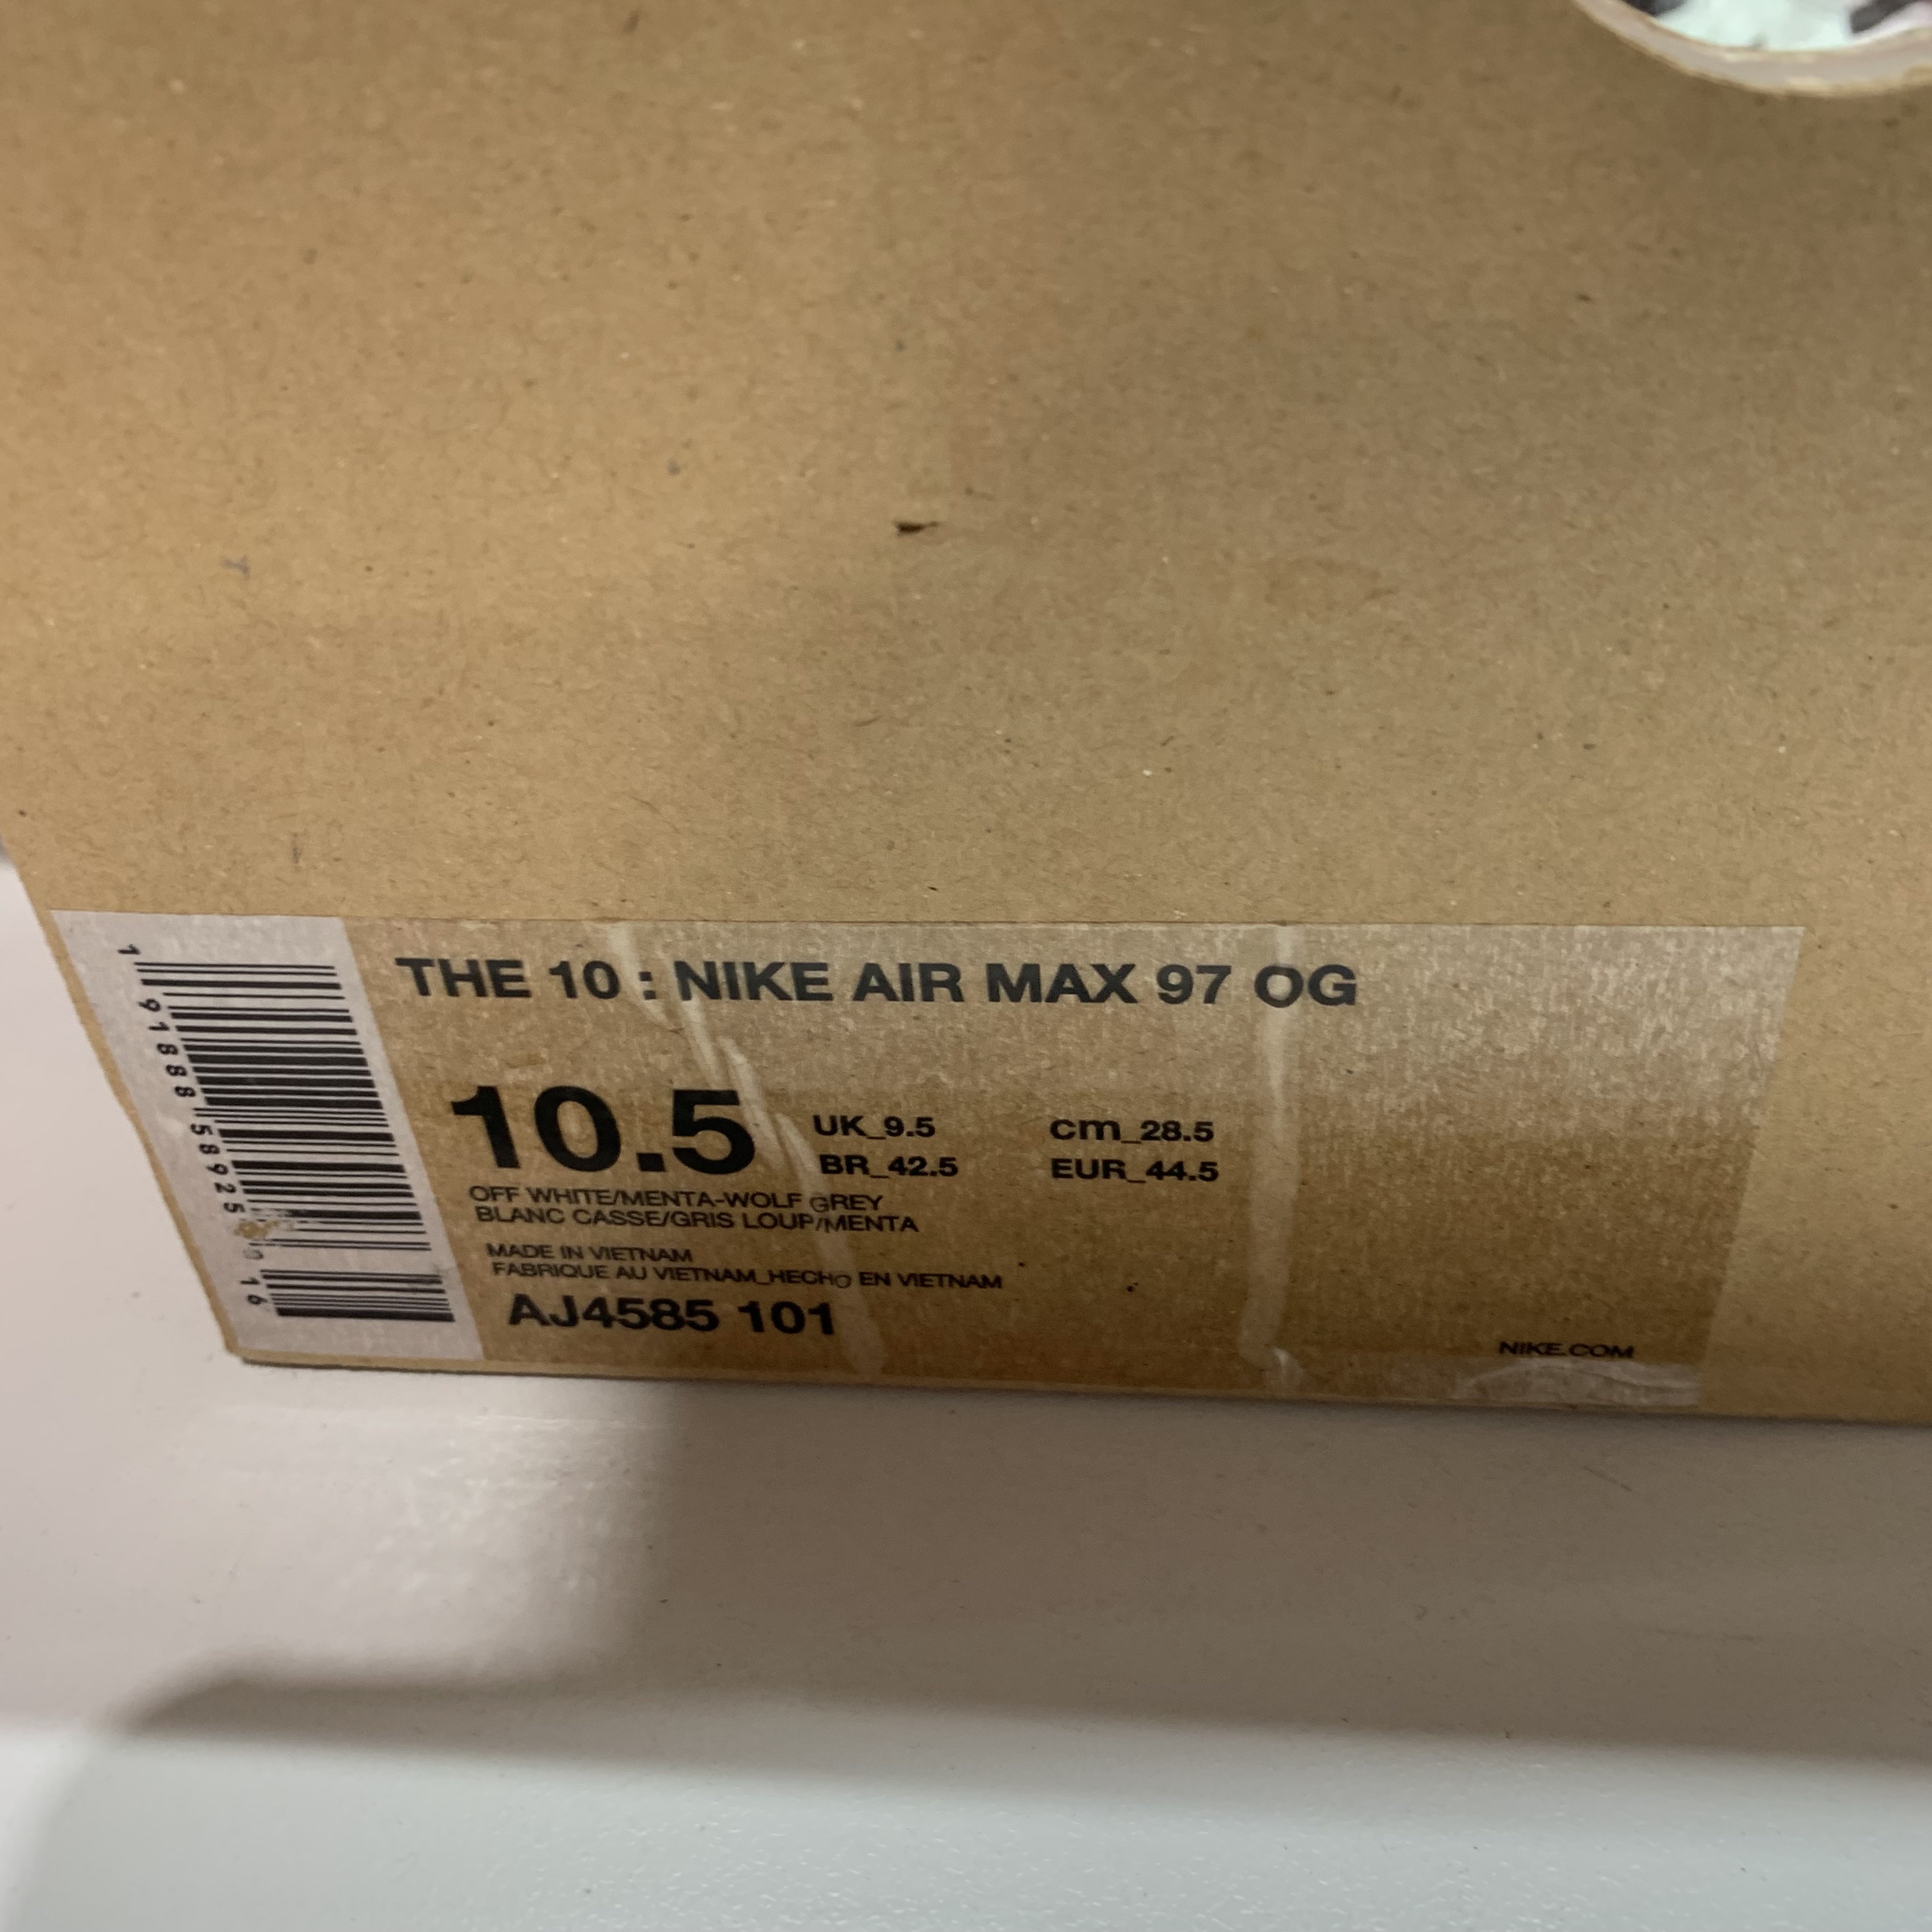 THE 10 : NIKE AIR MAX 97 OG
10.5
UK_9.5
cm_28.5
BR_42.5
EUR_44.5
OFF WHITE/MENTA-WOLF GREY
BLANC CASSE/GRIS LOUP/MENTA
MADE IN VIETNAM
FABRIQUE AU VIETNAM_HECHO EN VIETNAM
AJ4585 101
NIKE.COM